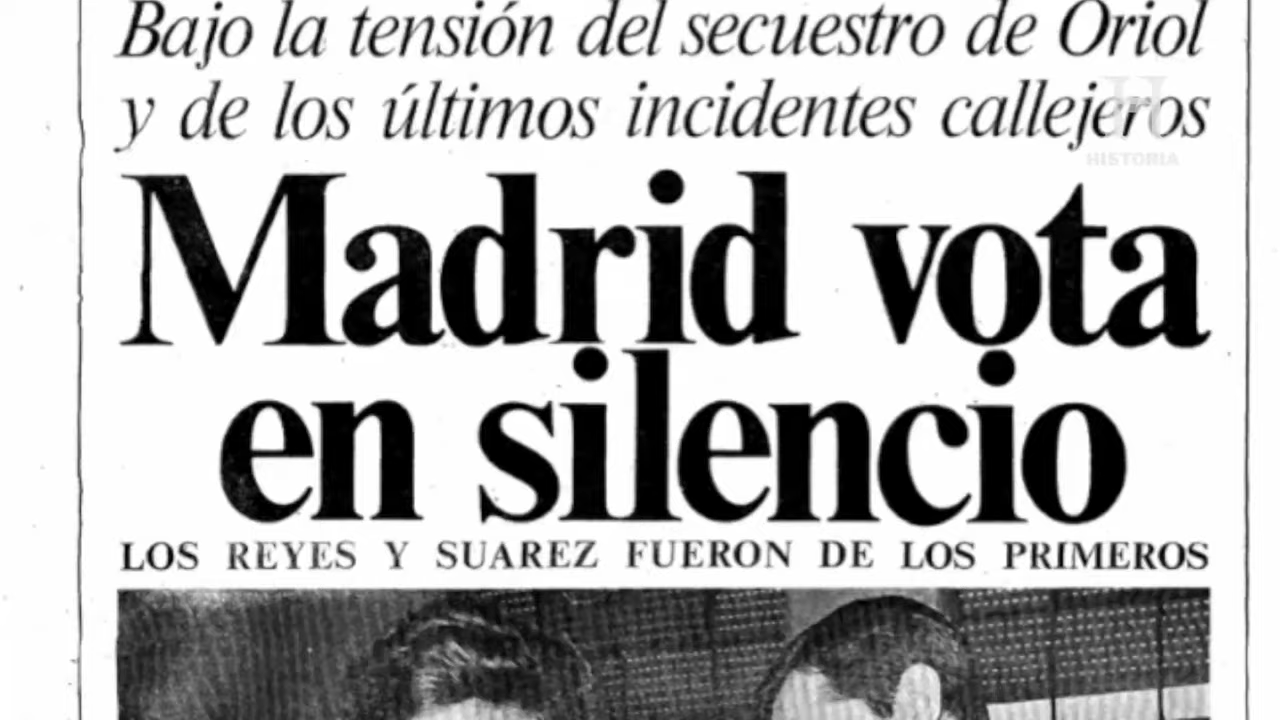 Bajo la tensión del secuestro de Oriol
y de los últimos incidentes callejeros
H
HISTORIA
Madrid vota
en silencio
LOS REYES Y SUAREZ FUERON DE LOS PRIMEROS